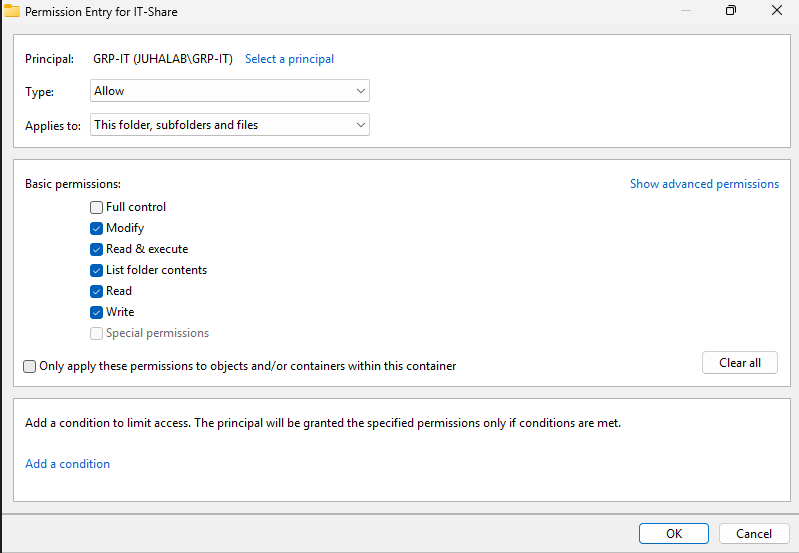 Permission Entry for IT-Share
Principal: GRP-IT (JUHALAB\GRP-IT) Select a principal
Type: Allow
Applies to: This folder, subfolders and files
Basic permissions: Show advanced permissions
Full control
Modify
Read & execute
List folder contents
Read
Write
Special permissions
Only apply these permissions to objects and/or containers within this container Clear all
Add a condition to limit access. The principal will be granted the specified permissions only if conditions are met.
Add a condition
OK Cancel